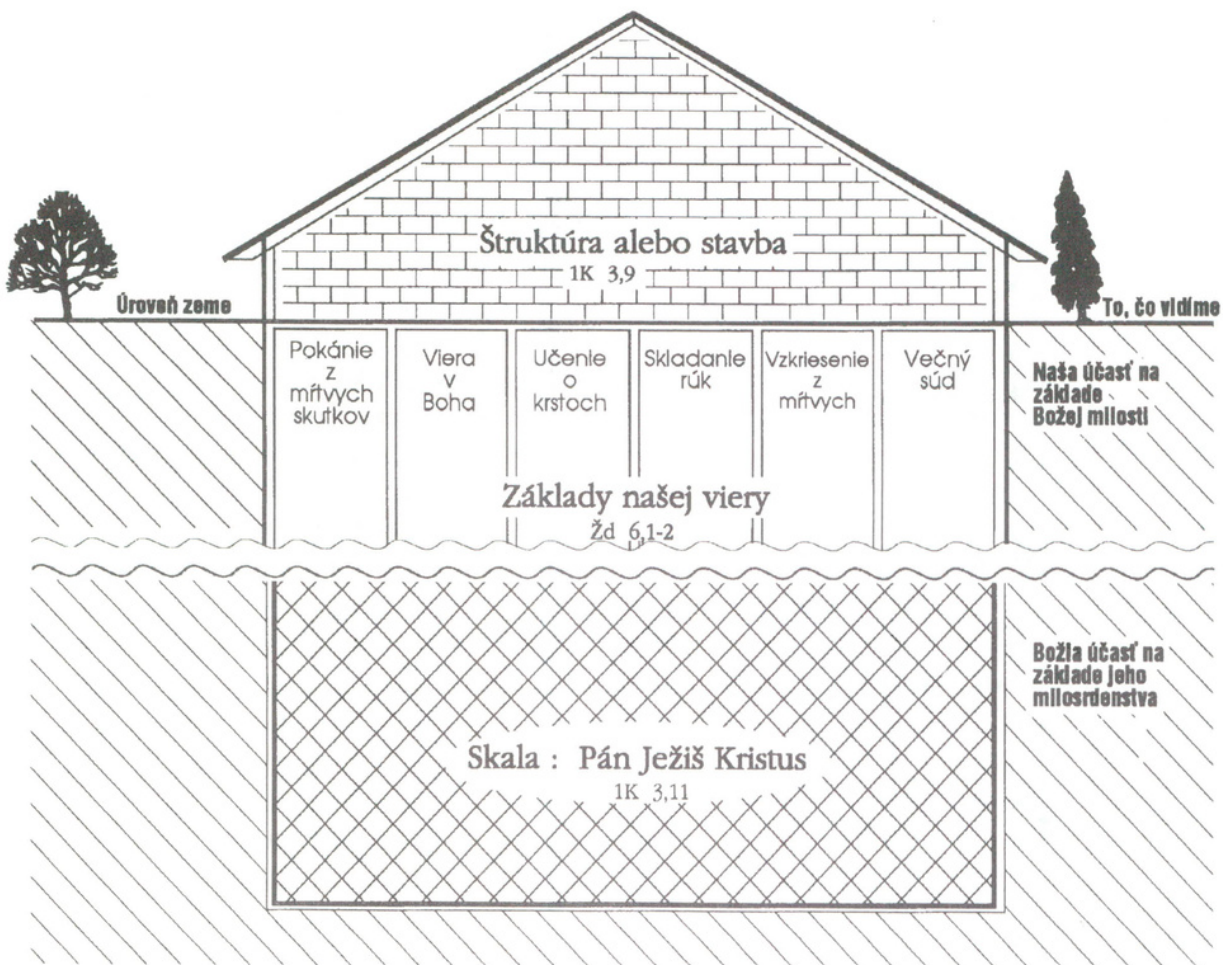 Štruktúra alebo stavba
1K 3,9
Úroveň zeme
To, čo vidíme
Pokánie
z
mŕtvych
skutkov
Viera
v
Boha
Učenie
o
krstoch
Skladanie
rúk
Vzkriesenie
z
mŕtvych
Večný
súd
Naša účasť na
základe
Božej milosti
Základy našej viery
Žd 6,1-2
Božia účasť na
základe jeho
milosrdenstva
Skala : Pán Ježiš Kristus
1K 3,11